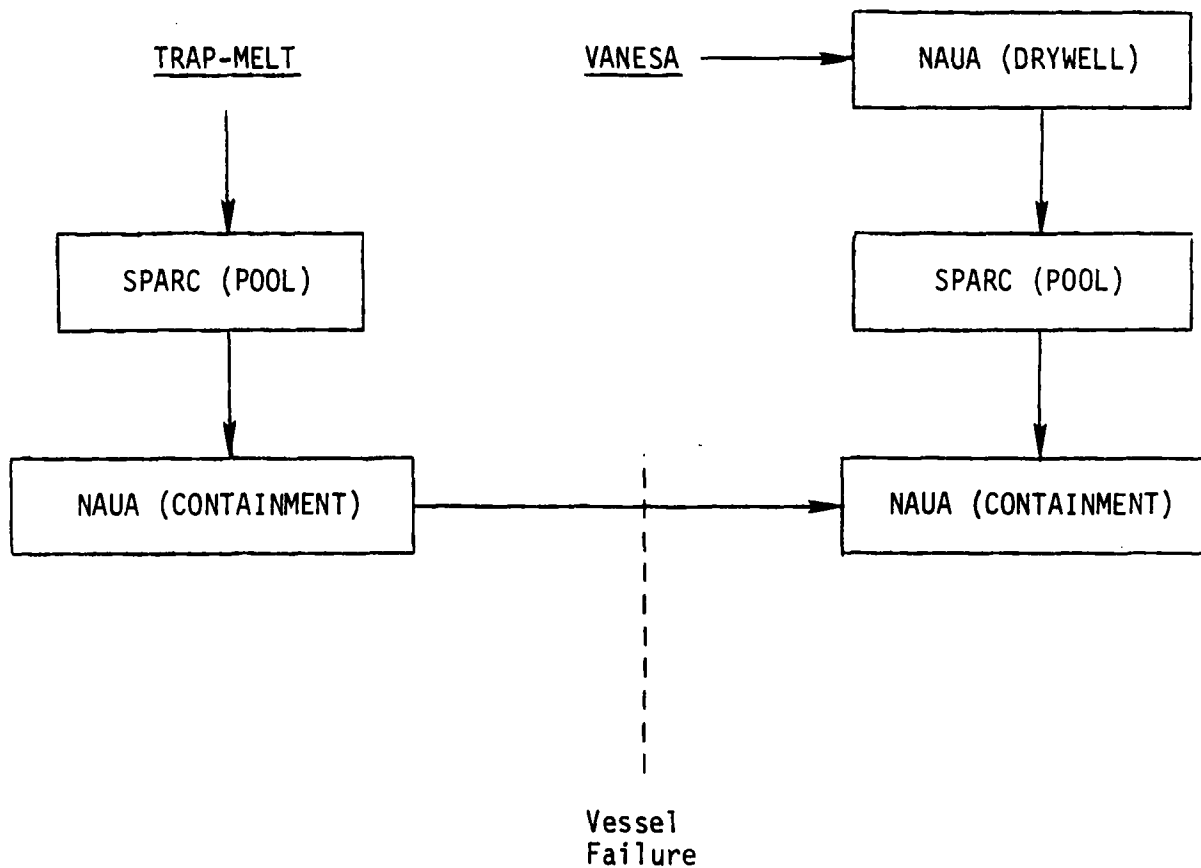 TRAP-MELT
VANESA
NAUA (DRYWELL)
SPARC (POOL)
SPARC (POOL)
NAUA (CONTAINMENT)
NAUA (CONTAINMENT)
Vessel
Failure